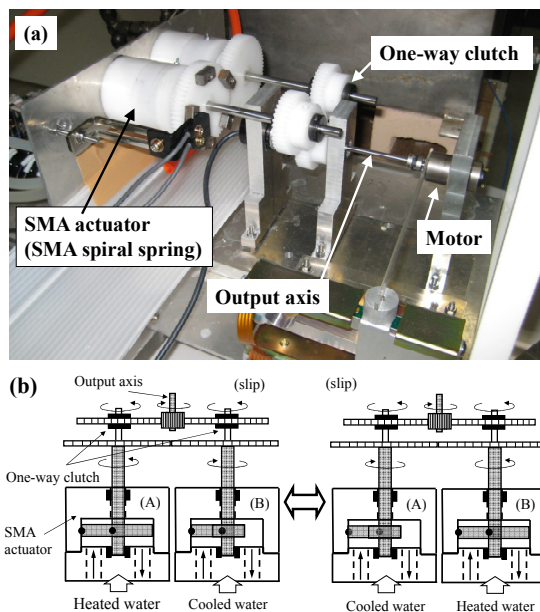 (a)
One-way clutch
SMA actuator
(SMA spiral spring)
Motor
Output axis
(b)
Output axis
(slip)
(slip)
One-way clutch
(A)
(B)
(A)
(B)
SMA
actuator
Heated water
Cooled water
Cooled water
Heated water